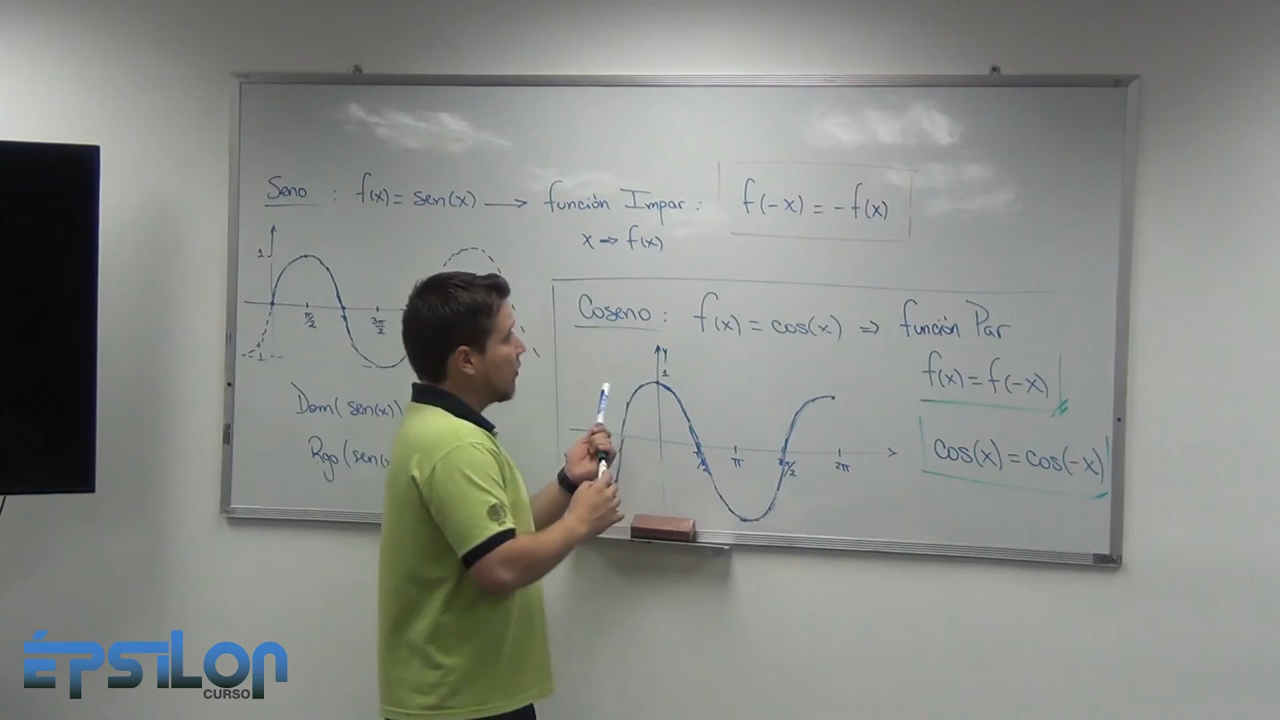 Seno : f(x) = sen(x) → función Impar : f(-x) = -f(x)
x ⇒ f(x)
1
π/2
3π/2
-1
Dom(sen(x))
Rgo(sen(x
Coseno : f(x) = cos(x) ⇒ función Par
f(x) = f(-x)
cos(x) = cos(-x)
y
1
π/2 π 3π/2 2π
ÉPSILON
CURSO